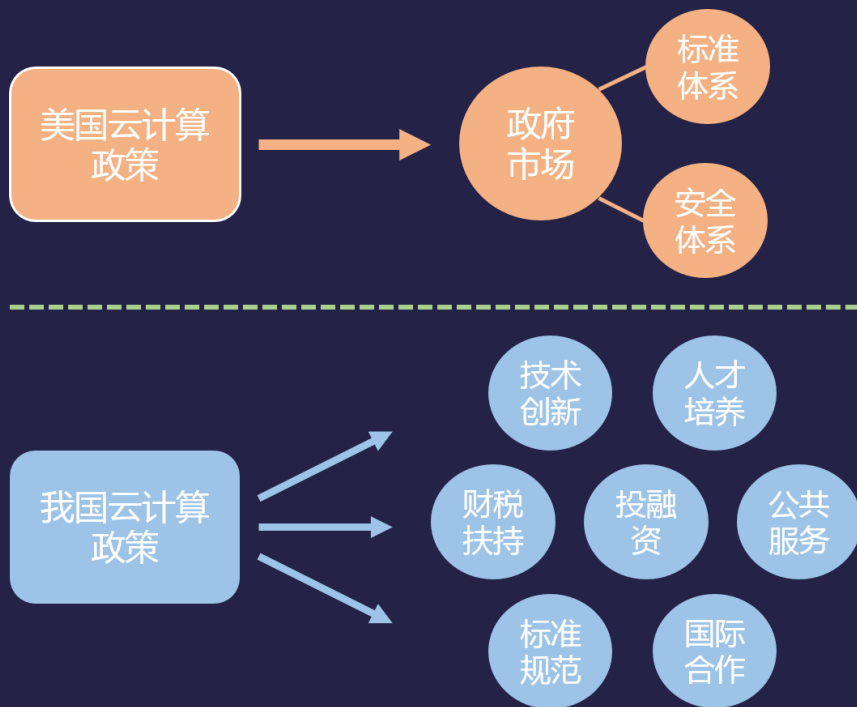 美国云计算
政策
政府
市场
标准
体系
安全
体系
我国云计算
政策
技术
创新
人才
培养
财税
扶持
投融
资
公共
服务
标准
规范
国际
合作